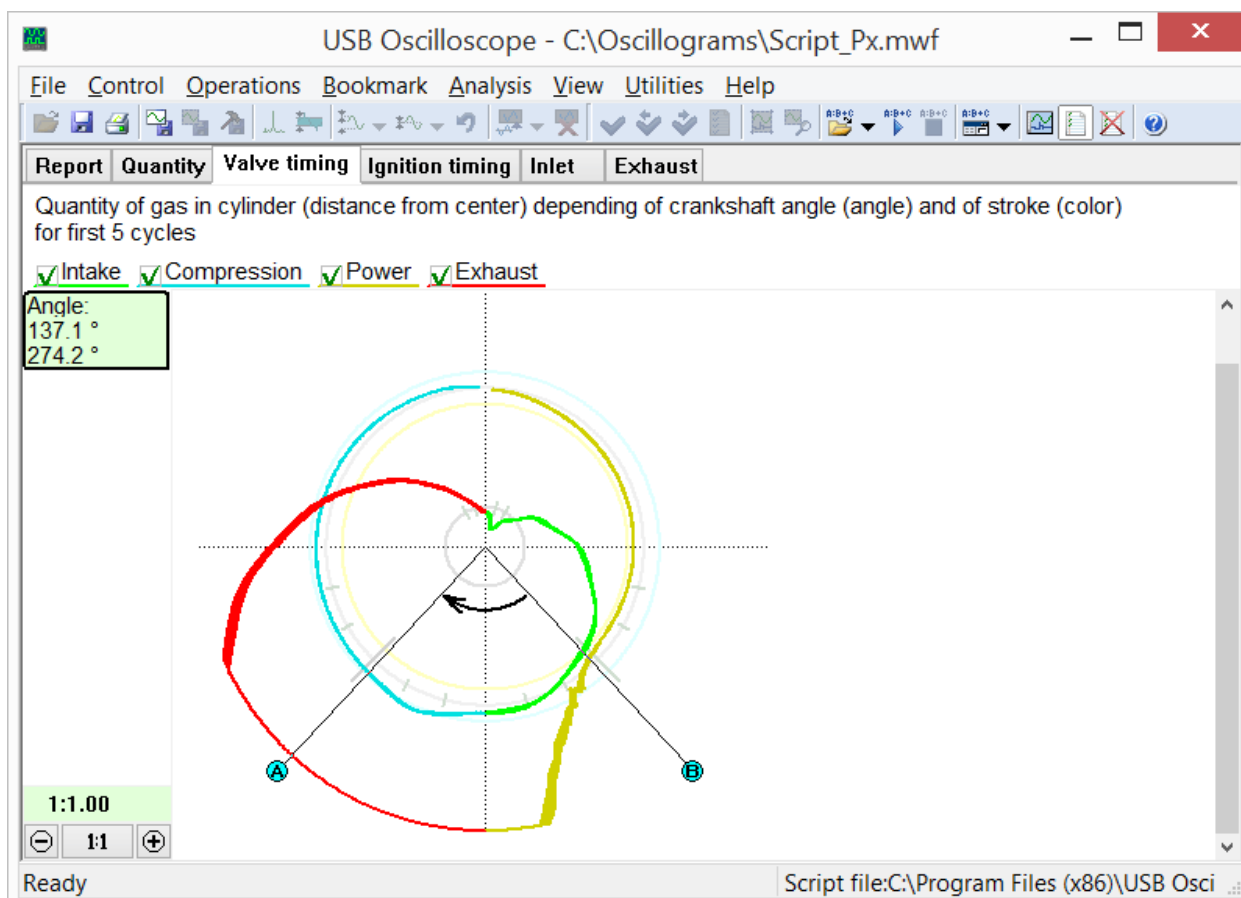 USB Oscilloscope - C:\Oscillograms\Script_Px.mwf
File Control Operations Bookmark Analysis View Utilities Help
A:B+C A:B+C A:B+C A:B+C
Report Quantity Valve timing Ignition timing Inlet Exhaust
Quantity of gas in cylinder (distance from center) depending of crankshaft angle (angle) and of stroke (color)
for first 5 cycles
Intake Compression Power Exhaust
Angle:
137.1 °
274.2 °
A B
1:1.00
1:1
Ready Script file:C:\Program Files (x86)\USB Osci